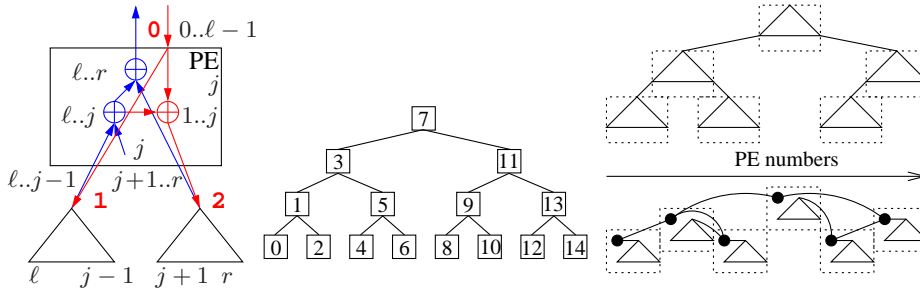 0 0..ℓ−1
PE
j
ℓ..r
ℓ..j 1..j
j
ℓ..j−1 j+1..r
1 2
ℓ j−1 j+1 r
7
3 11
1 5 9 13
0 2 4 6 8 10 12 14
PE numbers